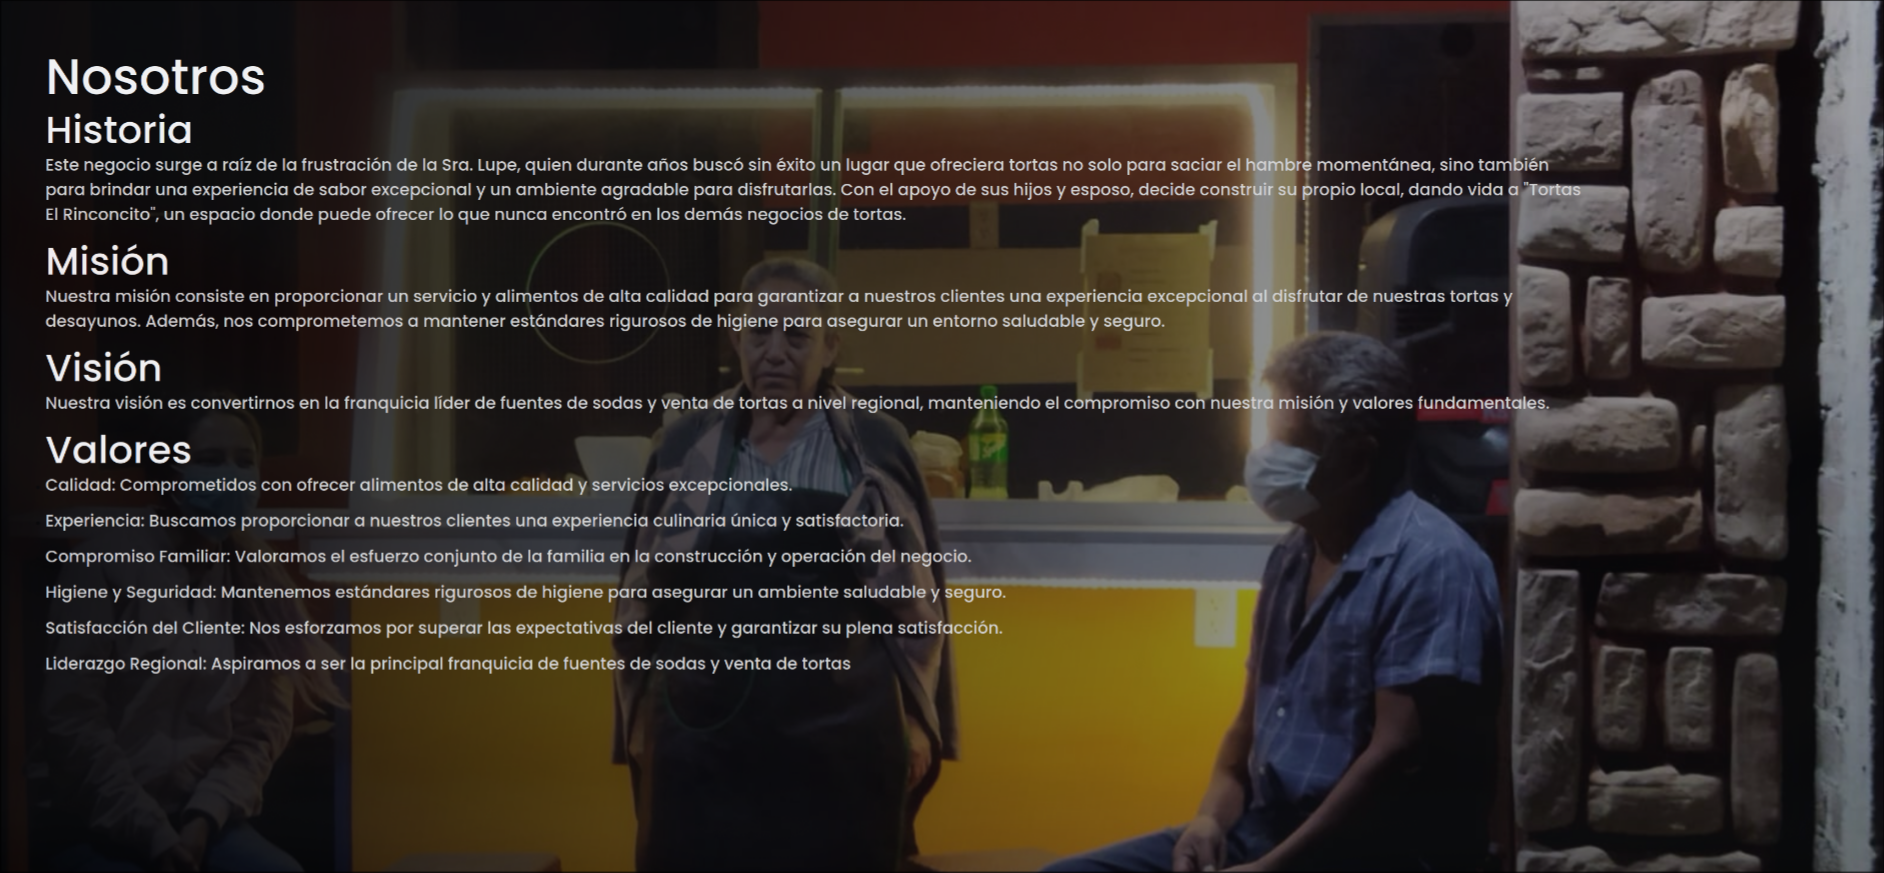 Nosotros
Historia
Este negocio surge a raíz de la frustración de la Sra. Lupe, quien durante años buscó sin éxito un lugar que ofreciera tortas no solo para saciar el hambre momentánea, sino también
para brindar una experiencia de sabor excepcional y un ambiente agradable para disfrutarlas. Con el apoyo de sus hijos y esposo, decide construir su propio local, dando vida a "Tortas
El Rinconcito", un espacio donde puede ofrecer lo que nunca encontró en los demás negocios de tortas.
Misión
Nuestra misión consiste en proporcionar un servicio y alimentos de alta calidad para garantizar a nuestros clientes una experiencia excepcional al disfrutar de nuestras tortas y
desayunos. Además, nos comprometemos a mantener estándares rigurosos de higiene para asegurar un entorno saludable y seguro.
Visión
Nuestra visión es convertirnos en la franquicia líder de fuentes de sodas y venta de tortas a nivel regional, manteniendo el compromiso con nuestra misión y valores fundamentales.
Valores
Calidad: Comprometidos con ofrecer alimentos de alta calidad y servicios excepcionales.
Experiencia: Buscamos proporcionar a nuestros clientes una experiencia culinaria única y satisfactoria.
Compromiso Familiar: Valoramos el esfuerzo conjunto de la familia en la construcción y operación del negocio.
Higiene y Seguridad: Mantenemos estándares rigurosos de higiene para asegurar un ambiente saludable y seguro.
Satisfacción del Cliente: Nos esforzamos por superar las expectativas del cliente y garantizar su plena satisfacción.
Liderazgo Regional: Aspiramos a ser la principal franquicia de fuentes de sodas y venta de tortas